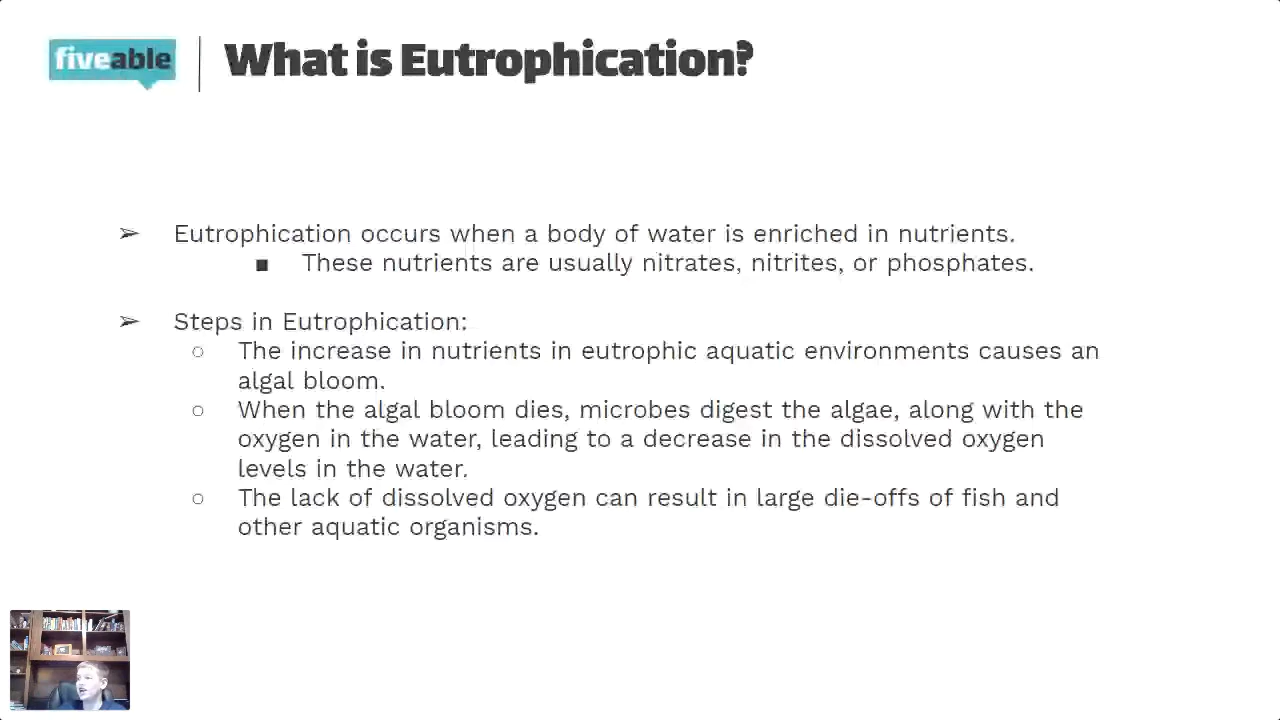 fiveable
What is Eutrophication?
➢ Eutrophication occurs when a body of water is enriched in nutrients.
■ These nutrients are usually nitrates, nitrites, or phosphates.
➢ Steps in Eutrophication:
○ The increase in nutrients in eutrophic aquatic environments causes an
algal bloom.
○ When the algal bloom dies, microbes digest the algae, along with the
oxygen in the water, leading to a decrease in the dissolved oxygen
levels in the water.
○ The lack of dissolved oxygen can result in large die-offs of fish and
other aquatic organisms.